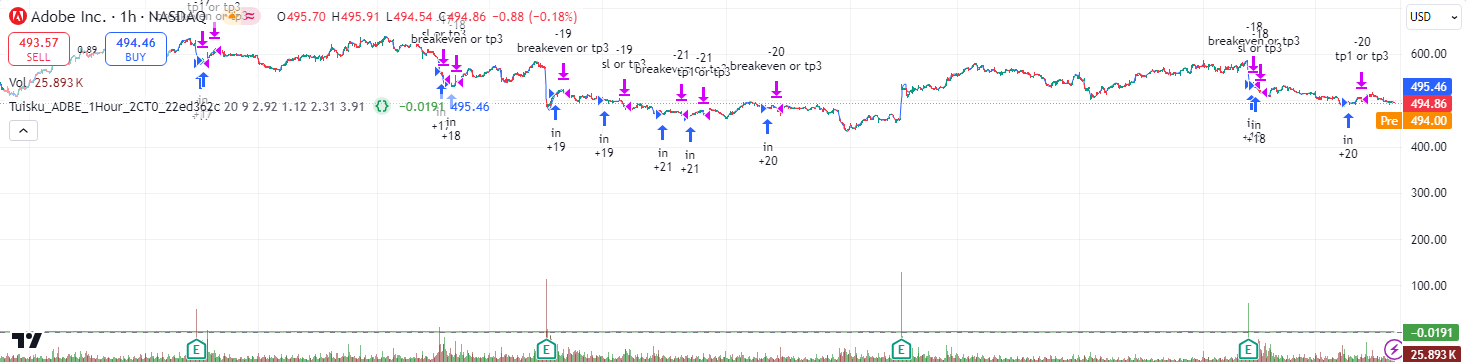 Adobe Inc. · 1h · NASDAQ
O495.70 H495.91 L494.54 C494.86 −0.88 (−0.18%)
USD
493.57
SELL
0.89
494.46
BUY
Vol 25.893 K
Tuisku_ADBE_1Hour_2CT0_22ed362c 20 9 2.92 1.12 2.31 3.91 −0.0191 495.46
tp1 or tp3
breakeven or tp3
in
+17
-18
sl or tp3
breakeven or tp3
+17
in
+18
-19
breakeven or tp3
in
+19
-19
sl or tp3
in
+19
-21
breakeven or tp3
in
+21
-21
tp1 or tp3
in
+21
-20
breakeven or tp3
in
+20
-18
-18
breakeven or tp3
sl or tp3
in
in
+18
-20
tp1 or tp3
in
+20
600.00
495.46
494.86
Pre 494.00
400.00
300.00
200.00
100.00
−0.0191
25.893 K
E
E
E
E